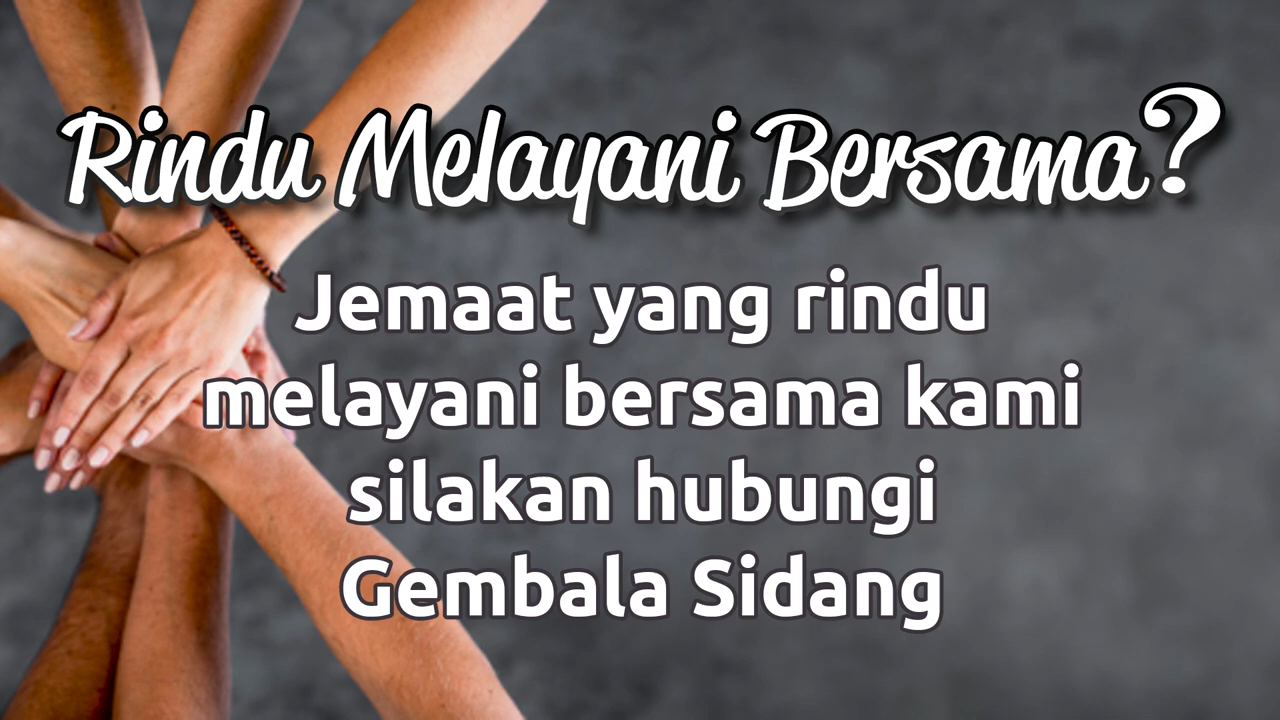 Rindu Melayani Bersama?
Jemaat yang rindu
melayani bersama kami
silakan hubungi
Gembala Sidang